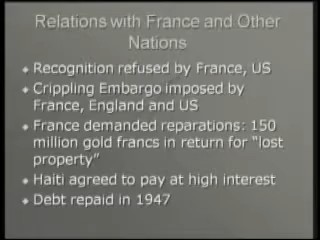 Relations with France and Other
Nations
Recognition refused by France, US
Crippling Embargo imposed by
France, England and US
France demanded reparations: 150
million gold francs in return for “lost
property”
Haiti agreed to pay at high interest
Debt repaid in 1947